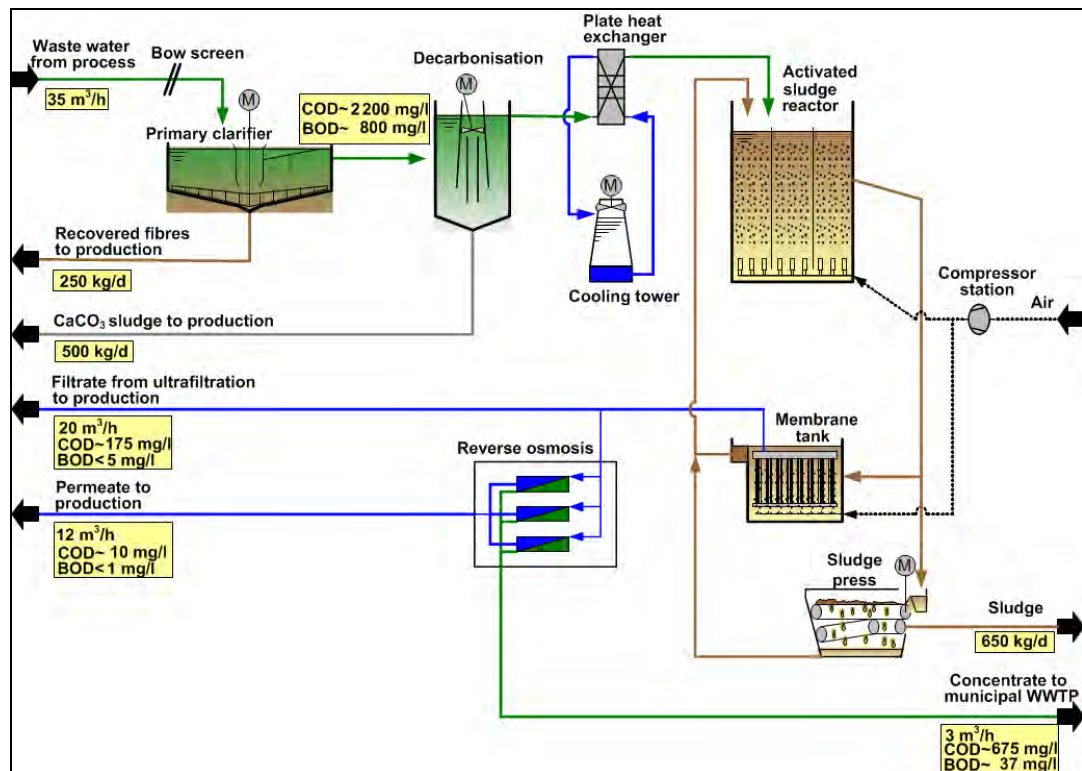 Waste water
from process
35 m³/h
Bow screen
M
Primary clarifier
COD~2200 mg/l
BOD~ 800 mg/l
Decarbonisation
M
Plate heat
exchanger
M
Cooling tower
Activated
sludge
reactor
Compressor
station
Air
Recovered fibres
to production
250 kg/d
CaCO₃ sludge to production
500 kg/d
Filtrate from ultrafiltration
to production
20 m³/h
COD~175 mg/l
BOD<5 mg/l
Reverse osmosis
Membrane
tank
Permeate to
production
12 m³/h
COD~ 10 mg/l
BOD<1 mg/l
Sludge
press
M
Sludge
650 kg/d
Concentrate to
municipal WWTP
3 m³/h
COD~675 mg/l
BOD~ 37 mg/l